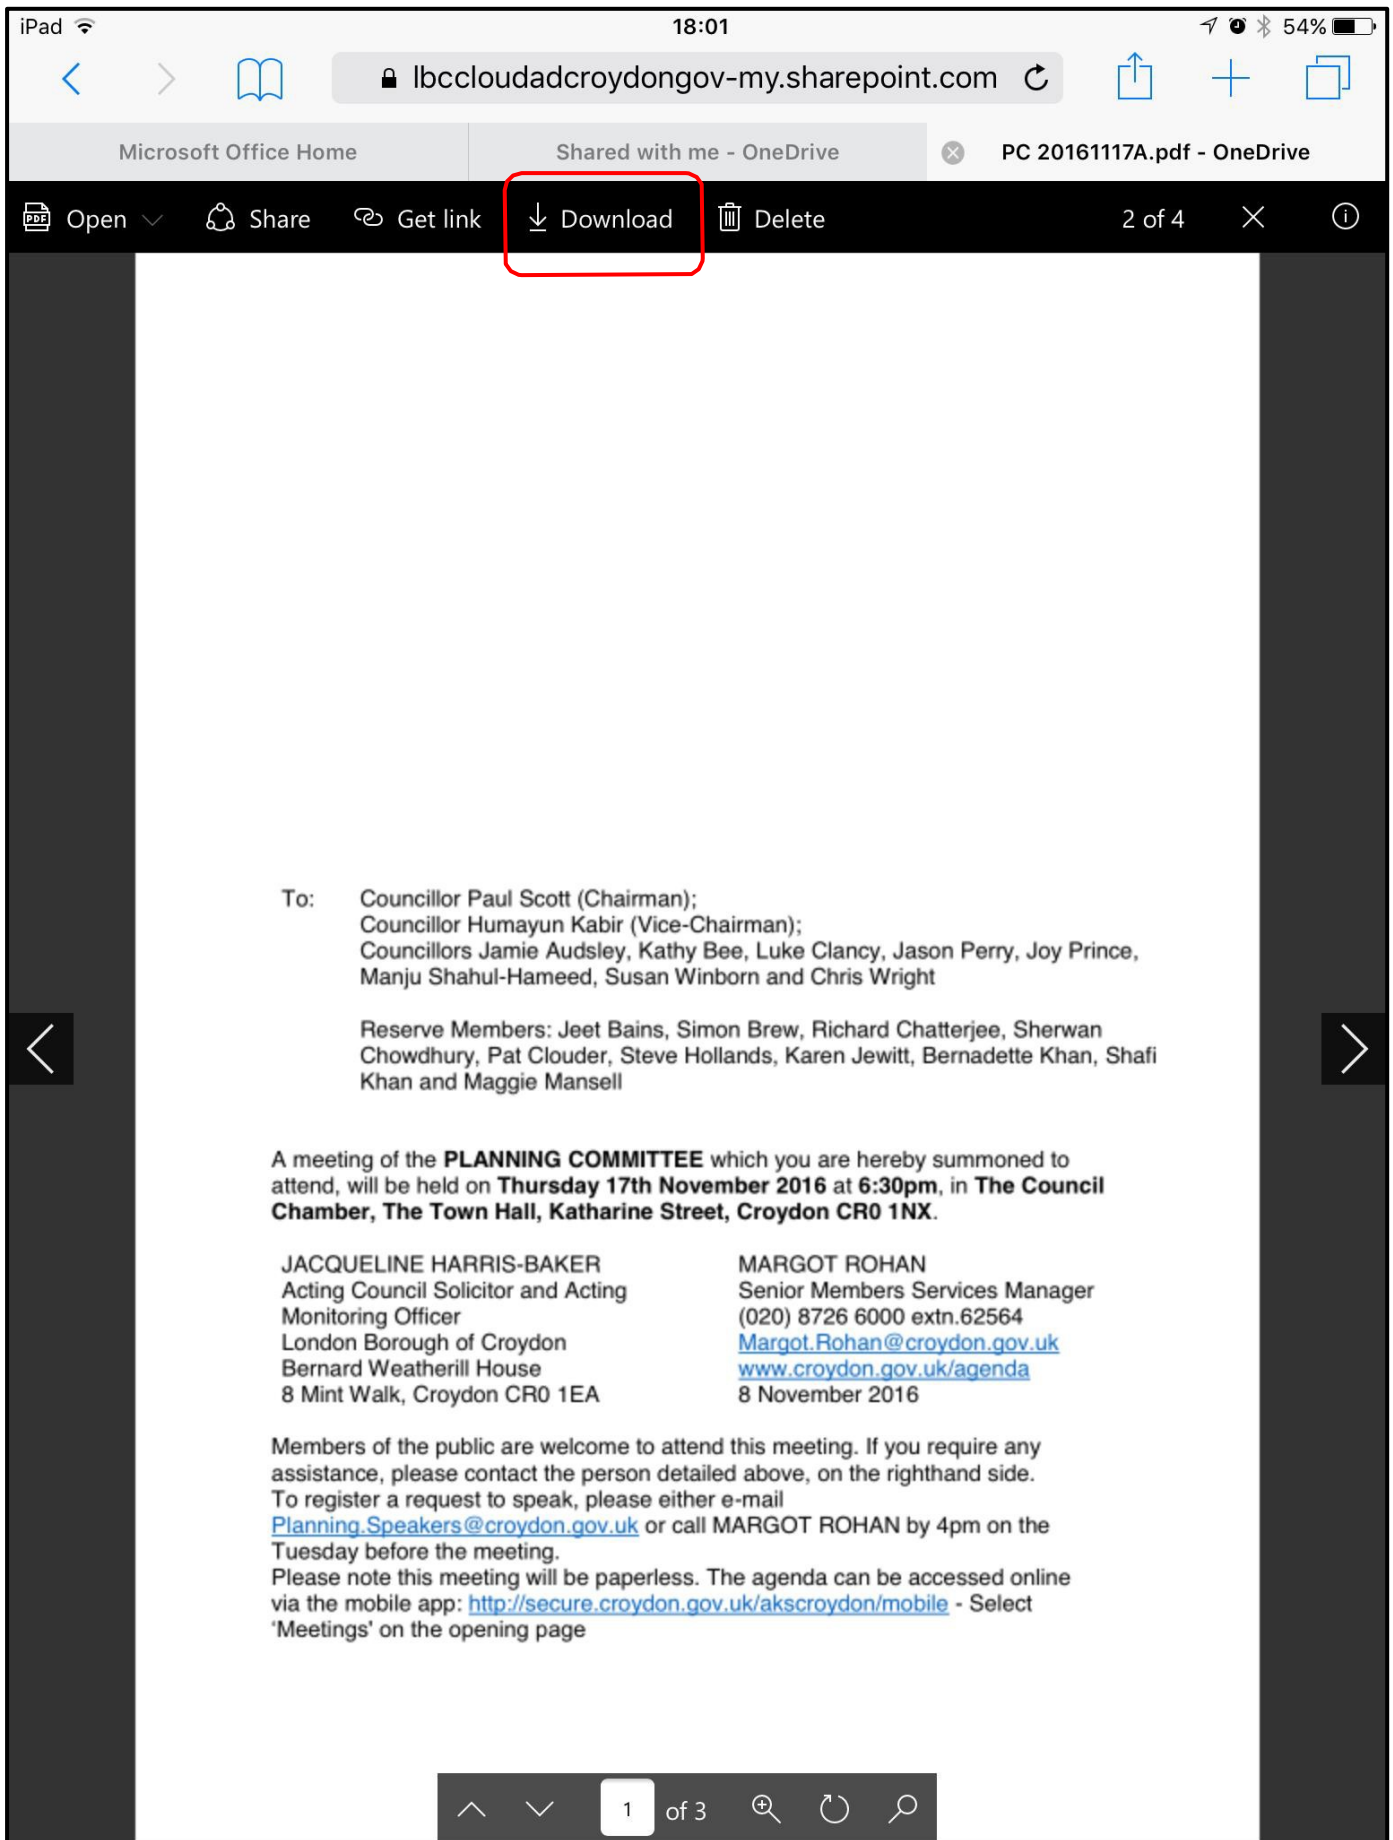 iPad 18:01 54%
lbccloudadcroydongov-my.sharepoint.com
Microsoft Office Home Shared with me - OneDrive PC 20161117A.pdf - OneDrive
PDF Open Share Get link Download Delete 2 of 4
To: Councillor Paul Scott (Chairman);
Councillor Humayun Kabir (Vice-Chairman);
Councillors Jamie Audsley, Kathy Bee, Luke Clancy, Jason Perry, Joy Prince,
Manju Shahul-Hameed, Susan Winborn and Chris Wright
Reserve Members: Jeet Bains, Simon Brew, Richard Chatterjee, Sherwan
Chowdhury, Pat Clouder, Steve Hollands, Karen Jewitt, Bernadette Khan, Shafi
Khan and Maggie Mansell
A meeting of the PLANNING COMMITTEE which you are hereby summoned to
attend, will be held on Thursday 17th November 2016 at 6:30pm, in The Council
Chamber, The Town Hall, Katharine Street, Croydon CR0 1NX.
JACQUELINE HARRIS-BAKER
Acting Council Solicitor and Acting
Monitoring Officer
London Borough of Croydon
Bernard Weatherill House
8 Mint Walk, Croydon CR0 1EA
MARGOT ROHAN
Senior Members Services Manager
(020) 8726 6000 extn.62564
Margot.Rohan@croydon.gov.uk
www.croydon.gov.uk/agenda
8 November 2016
Members of the public are welcome to attend this meeting. If you require any
assistance, please contact the person detailed above, on the righthand side.
To register a request to speak, please either e-mail
Planning.Speakers@croydon.gov.uk or call MARGOT ROHAN by 4pm on the
Tuesday before the meeting.
Please note this meeting will be paperless. The agenda can be accessed online
via the mobile app: http://secure.croydon.gov.uk/akscroydon/mobile - Select
'Meetings' on the opening page
1 of 3